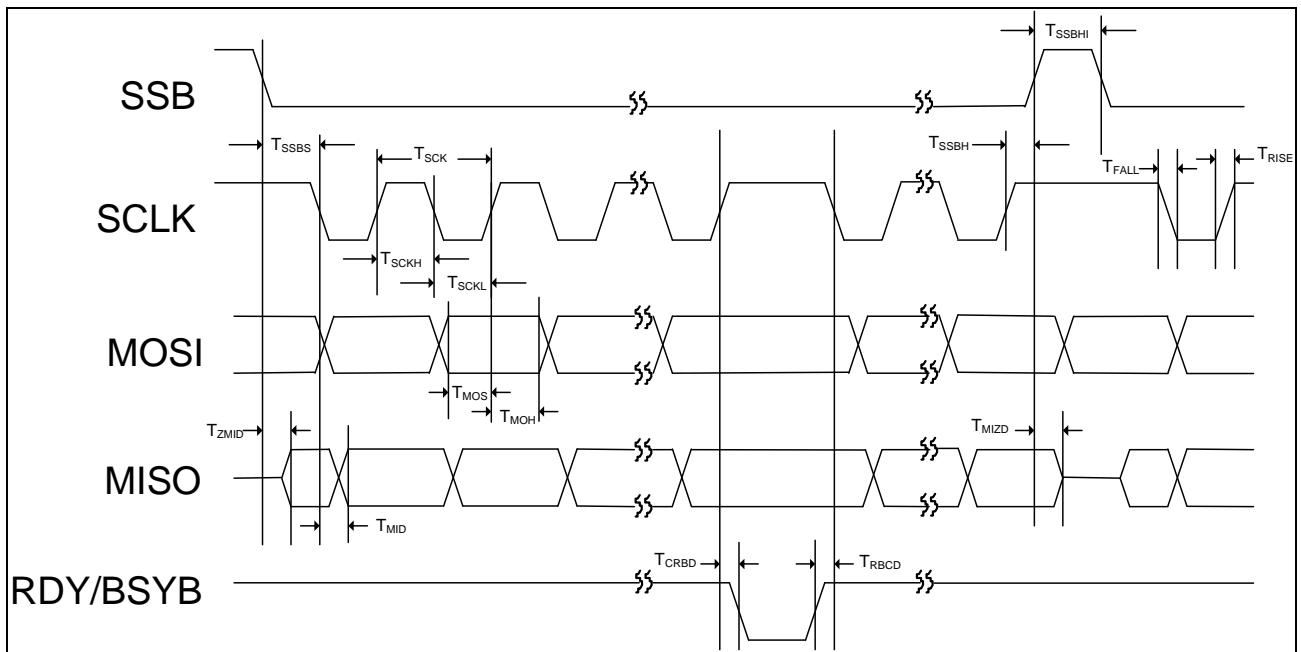 TSSBHI
SSB
TSSBS
TSCK
TSSBH
TFALL
TRISE
SCLK
TSCKH
TSCKL
MOSI
TMOS
TMOH
TZMID
TMIZD
MISO
TMID
TCRBD
TRBCD
RDY/BSYB